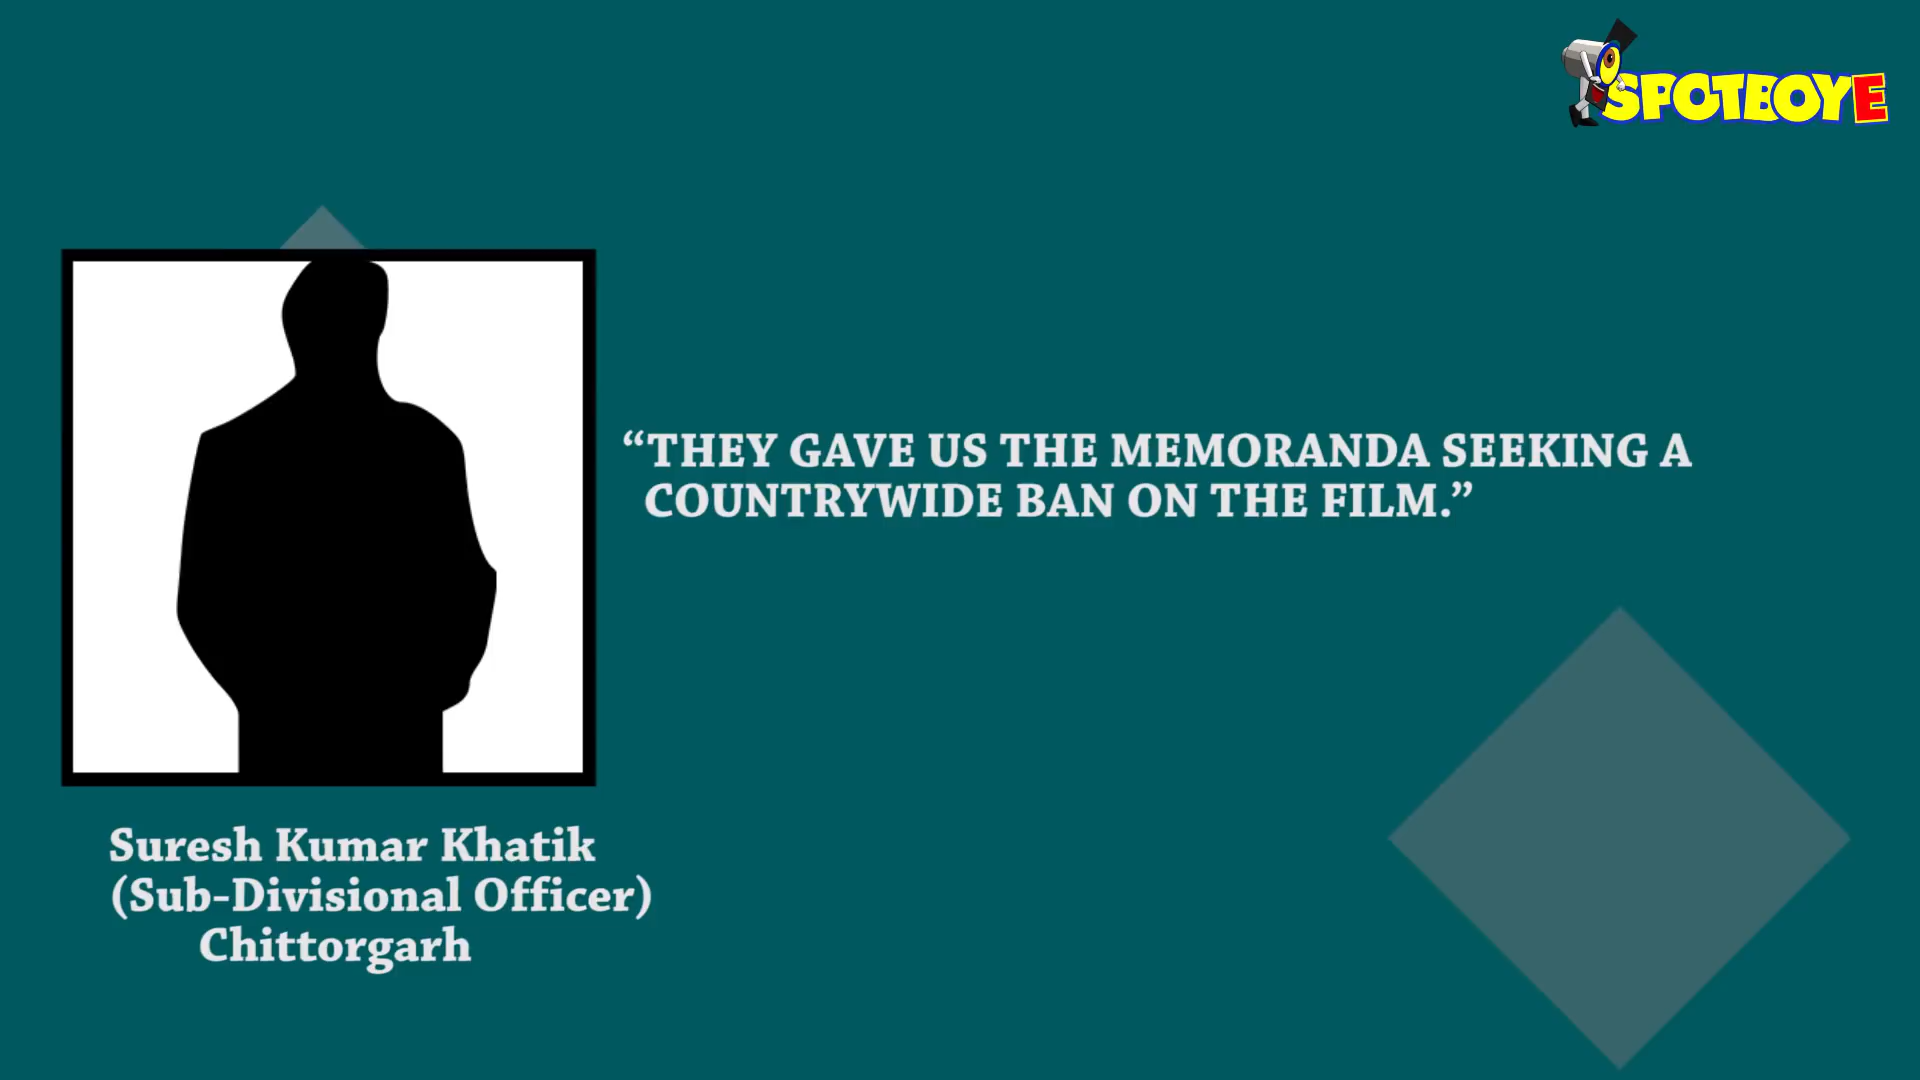 SPOTBOYE
“THEY GAVE US THE MEMORANDA SEEKING A
COUNTRYWIDE BAN ON THE FILM.”
Suresh Kumar Khatik
(Sub-Divisional Officer)
Chittorgarh